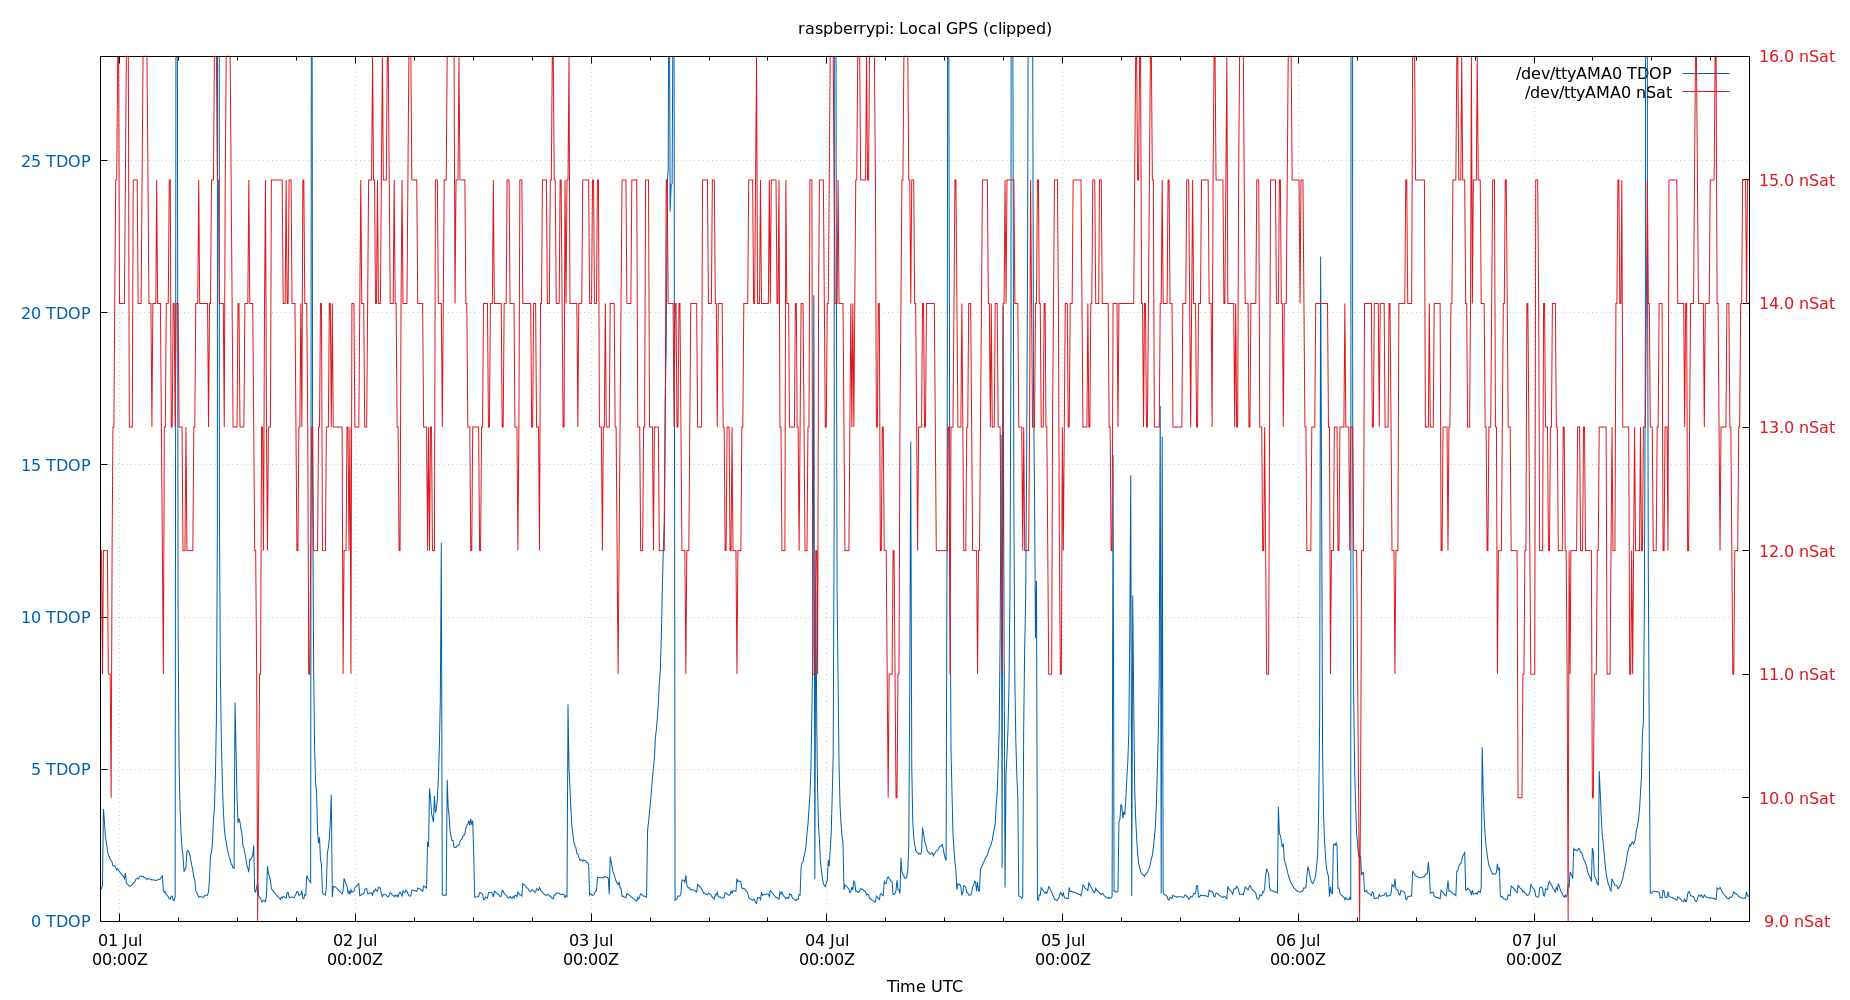 raspberrypi: Local GPS (clipped)
16.0 nSat
/dev/ttyAMA0 TDOP
/dev/ttyAMA0 nSat
25 TDOP
15.0 nSat
20 TDOP
14.0 nSat
15 TDOP
13.0 nSat
12.0 nSat
10 TDOP
11.0 nSat
5 TDOP
10.0 nSat
0 TDOP
9.0 nSat
01 Jul
00:00Z
02 Jul
00:00Z
03 Jul
00:00Z
04 Jul
00:00Z
05 Jul
00:00Z
06 Jul
00:00Z
07 Jul
00:00Z
Time UTC